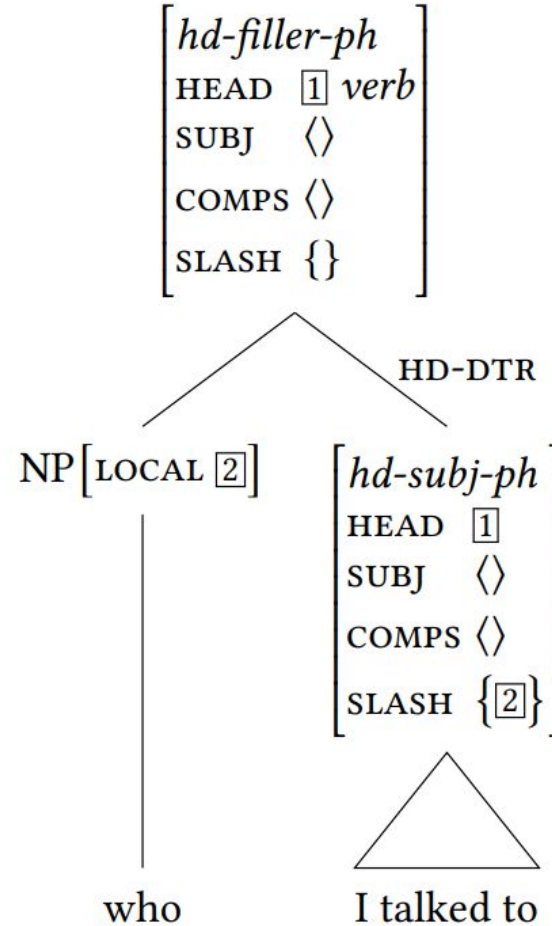 hd-filler-ph
HEAD 1 verb
SUBJ ⟨⟩
COMPS ⟨⟩
SLASH {}
HD-DTR
NP[LOCAL 2]
hd-subj-ph
HEAD 1
SUBJ ⟨⟩
COMPS ⟨⟩
SLASH {2}
who
I talked to